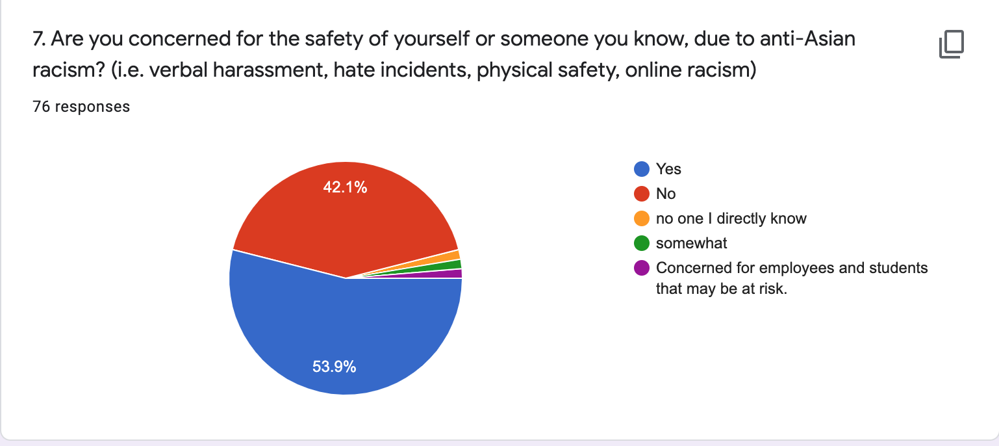 7. Are you concerned for the safety of yourself or someone you know, due to anti-Asian
racism? (i.e. verbal harassment, hate incidents, physical safety, online racism)
76 responses
42.1%
53.9%
Yes
No
no one I directly know
somewhat
Concerned for employees and students
that may be at risk.